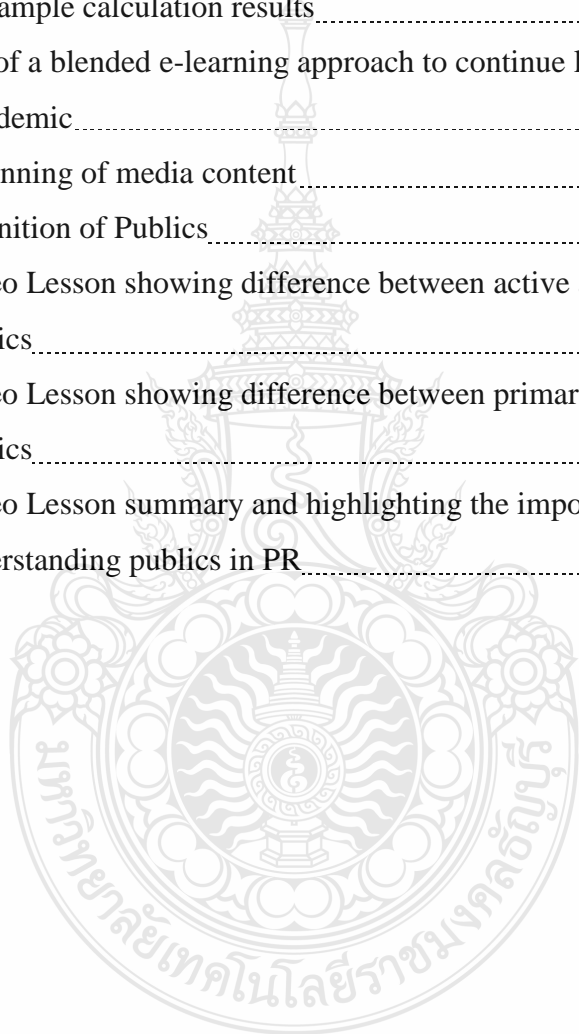 ample calculation results
of a blended e-learning approach to continue
demic
nning of media content
nition of Publics
eo Lesson showing difference between active
ics
eo Lesson showing difference between primar
ics
eo Lesson summary and highlighting the impo
erstanding publics in PR
มหาวิทยาลัยเทคโนโลยีราชมงคลธัญบุรี